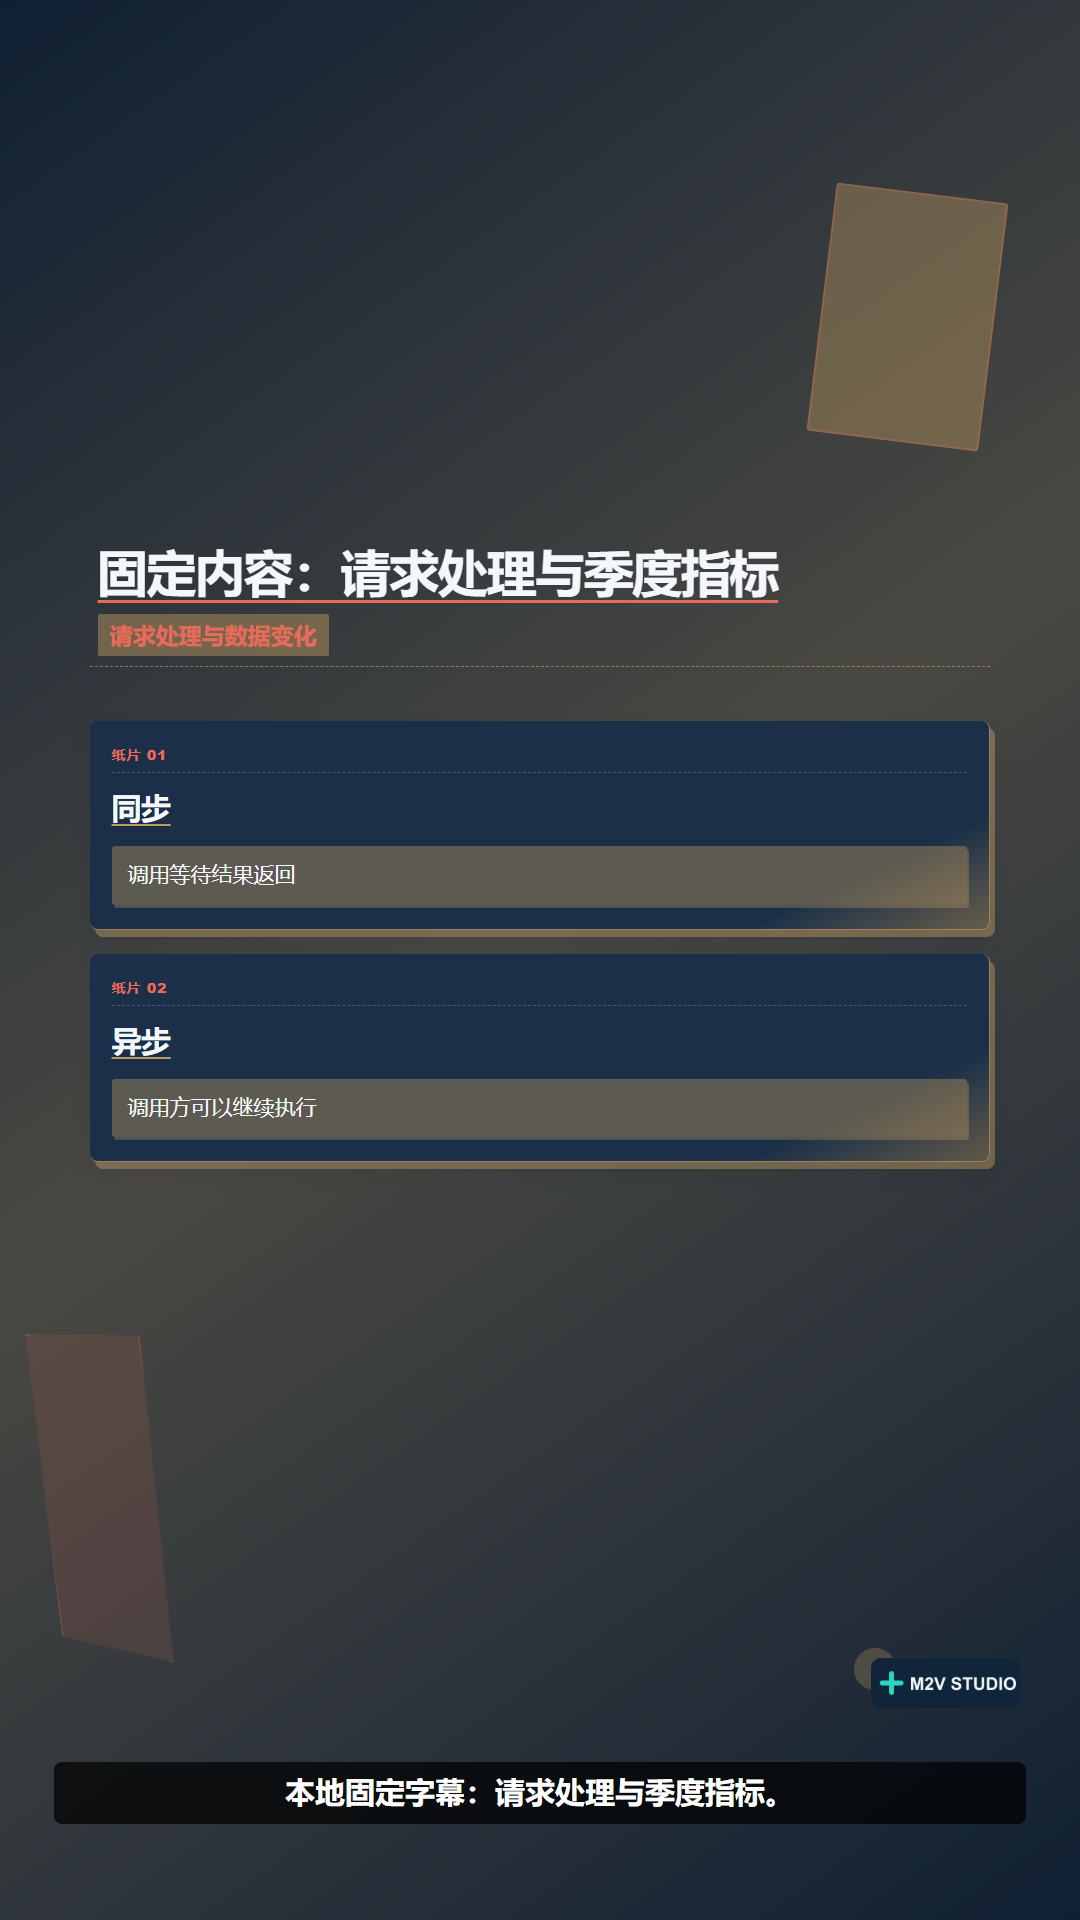 固定内容：请求处理与季度指标
请求处理与数据变化
纸片 01
同步
调用等待结果返回
纸片 02
异步
调用方可以继续执行
M2V STUDIO
本地固定字幕：请求处理与季度指标。